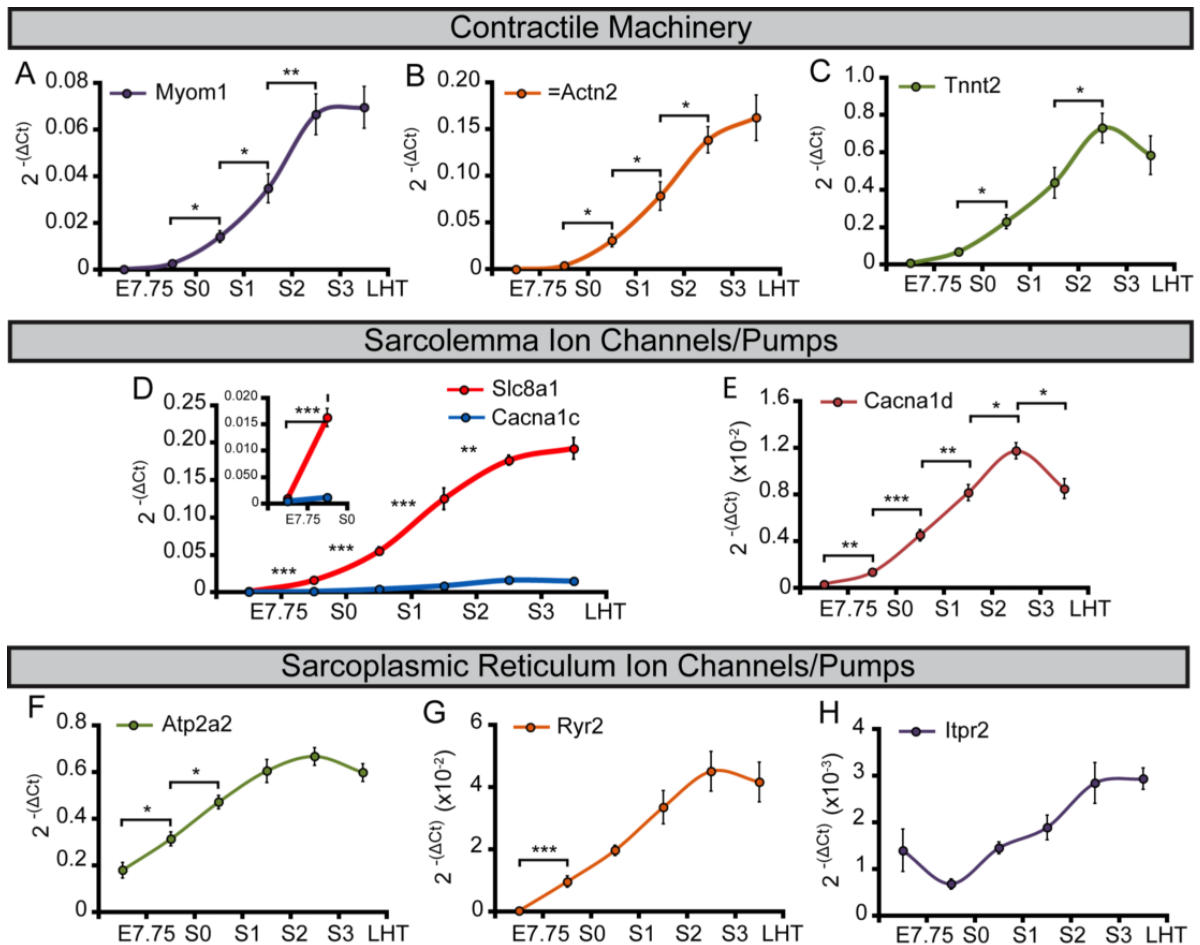 Contractile Machinery
A
Myom1
2 -(ΔCt)
0.08
0.06
0.04
0.02
0
*
*
**
E7.75 S0 S1 S2 S3 LHT
B
=Actn2
2 -(ΔCt)
0.20
0.15
0.10
0.05
0
*
*
*
E7.75 S0 S1 S2 S3 LHT
C
Tnnt2
2 -(ΔCt)
1.0
0.8
0.6
0.4
0.2
0
*
*
E7.75 S0 S1 S2 S3 LHT
Sarcolemma Ion Channels/Pumps
D
Slc8a1
Cacna1c
2 -(ΔCt)
0.25
0.20
0.15
0.10
0.05
0
***
***
***
**
E7.75 S0 S1 S2 S3 LHT
0.020
0.015
0.010
0.050
0
***
E7.75 S0
E
Cacna1d
2 -(ΔCt) (x10-2)
1.6
1.2
0.8
0.4
0
**
***
**
*
*
E7.75 S0 S1 S2 S3 LHT
Sarcoplasmic Reticulum Ion Channels/Pumps
F
Atp2a2
2 -(ΔCt)
0.8
0.6
0.4
0.2
0
*
*
E7.75 S0 S1 S2 S3 LHT
G
Ryr2
2 -(ΔCt) (x10-2)
6
4
2
0
***
E7.75 S0 S1 S2 S3 LHT
H
Itpr2
2 -(ΔCt) (x10-3)
4
3
2
1
0
E7.75 S0 S1 S2 S3 LHT